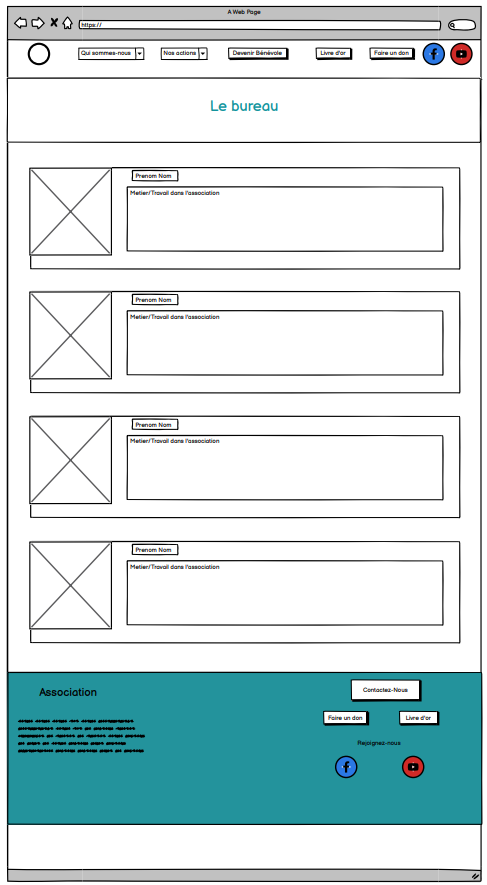 A Web Page
https://
Qui sommes-nous
Nos actions
Devenir Bénévole
Livre d'or
Faire un don
Le bureau
Prenom Nom
Metier/Travail dans l'association
Prenom Nom
Metier/Travail dans l'association
Prenom Nom
Metier/Travail dans l'association
Prenom Nom
Metier/Travail dans l'association
Association
Contactez-Nous
Faire un don
Livre d'or
Rejoignez-nous